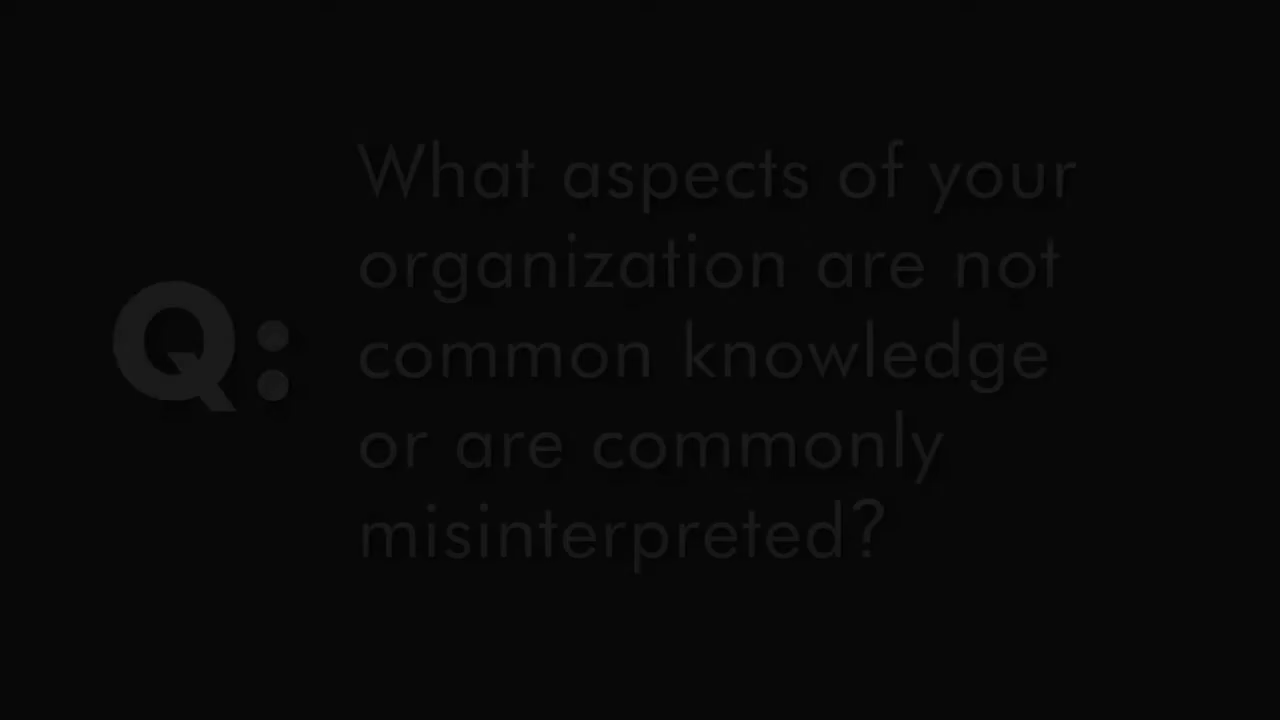 Q:
What aspects of your
organization are not
common knowledge
or are commonly
misinterpreted?